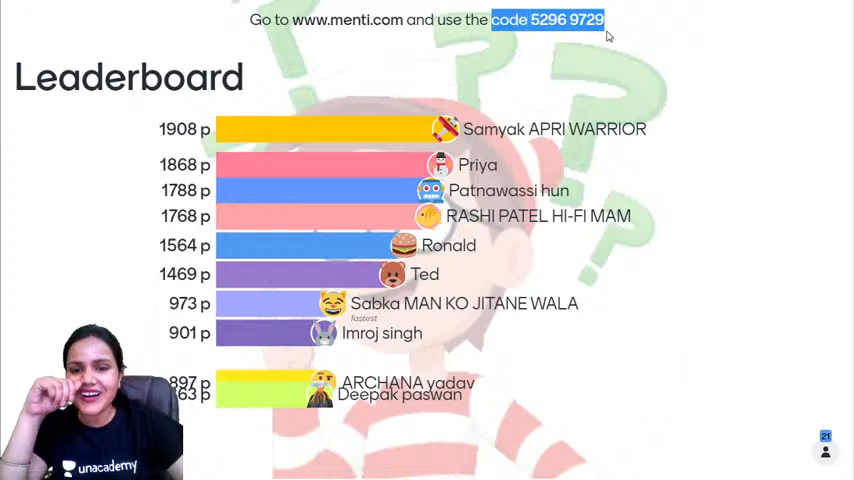 Go to www.menti.com and use the code 5296 9729
Leaderboard
1908 p Samyak APRI WARRIOR
1868 p Priya
1788 p Patnawassi hun
1768 p RASHI PATEL HI-FI MAM
1564 p Ronald
1469 p Ted
973 p Sabka MAN KO JITANE WALA
fastest
901 p Imroj singh
897 p ARCHANA yadav
63 p Deepak paswan
unacademy
21